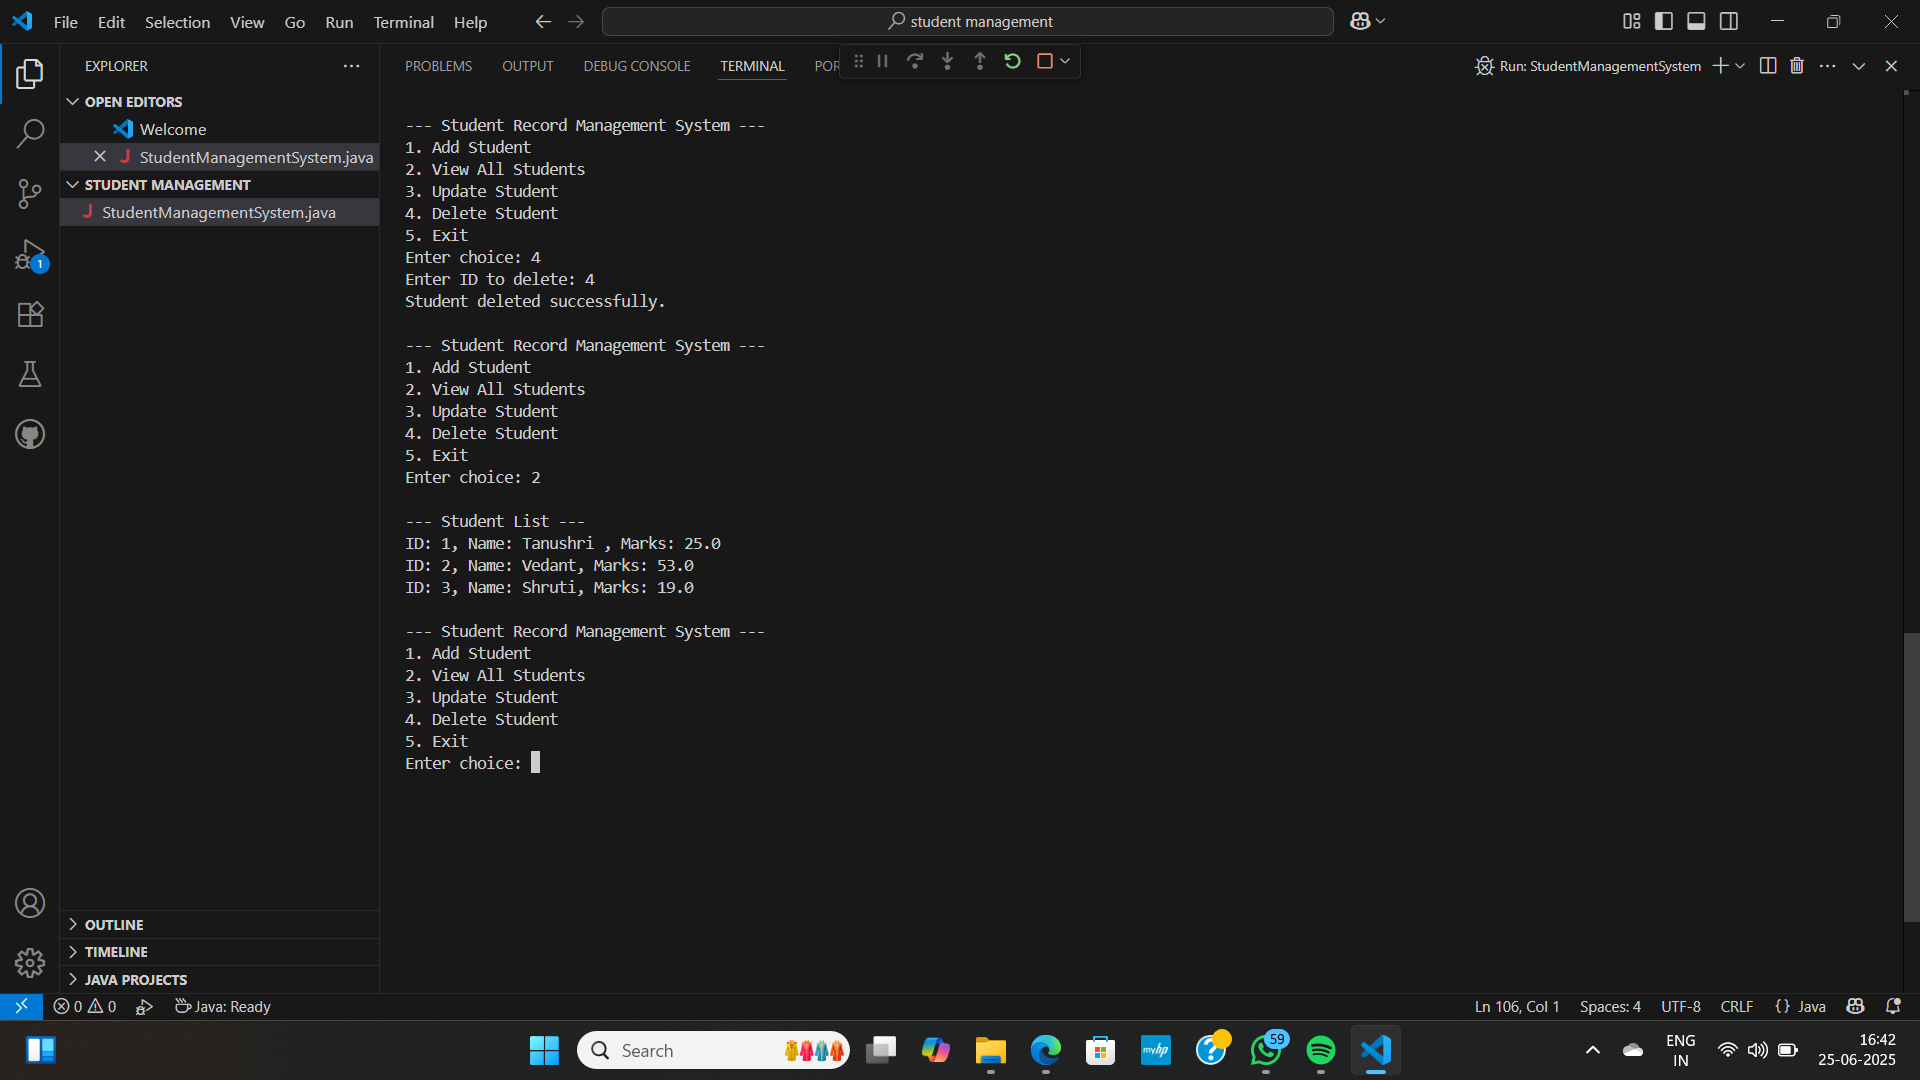 File Edit Selection View Go Run Terminal Help
student management
EXPLORER
OPEN EDITORS
Welcome
StudentManagementSystem.java
STUDENT MANAGEMENT
StudentManagementSystem.java
OUTLINE
TIMELINE
JAVA PROJECTS
PROBLEMS OUTPUT DEBUG CONSOLE TERMINAL POR
Run: StudentManagementSystem
--- Student Record Management System ---
1. Add Student
2. View All Students
3. Update Student
4. Delete Student
5. Exit
Enter choice: 4
Enter ID to delete: 4
Student deleted successfully.
--- Student Record Management System ---
1. Add Student
2. View All Students
3. Update Student
4. Delete Student
5. Exit
Enter choice: 2
--- Student List ---
ID: 1, Name: Tanushri , Marks: 25.0
ID: 2, Name: Vedant, Marks: 53.0
ID: 3, Name: Shruti, Marks: 19.0
--- Student Record Management System ---
1. Add Student
2. View All Students
3. Update Student
4. Delete Student
5. Exit
Enter choice:
1
0 0 Java: Ready
Ln 106, Col 1 Spaces: 4 UTF-8 CRLF {} Java
Search
myhp
59
ENG
IN
16:42
25-06-2025